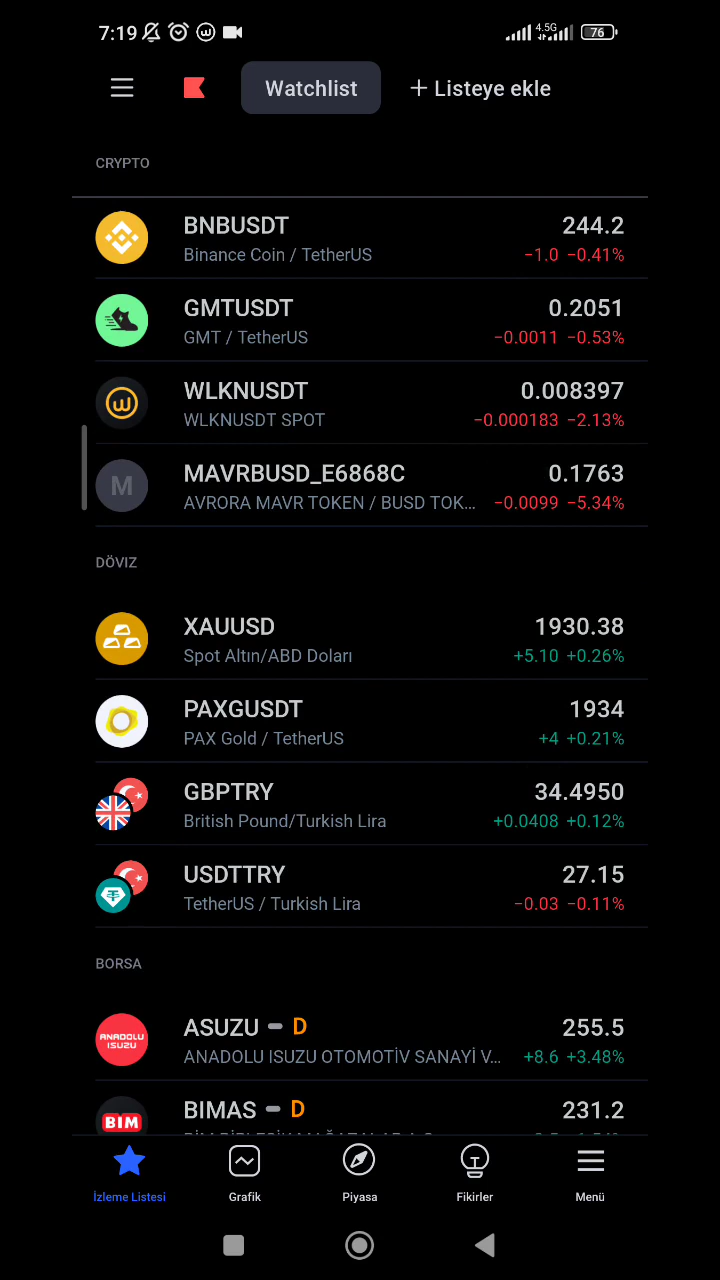 7:19 4.5G 76
Watchlist + Listeye ekle
CRYPTO
BNBUSDT 244.2
Binance Coin / TetherUS −1.0 −0.41%
GMTUSDT 0.2051
GMT / TetherUS −0.0011 −0.53%
WLKNUSDT 0.008397
WLKNUSDT SPOT −0.000183 −2.13%
M MAVRBUSD_E6868C 0.1763
AVRORA MAVR TOKEN / BUSD TOK... −0.0099 −5.34%
DÖVIZ
XAUUSD 1930.38
Spot Altın/ABD Doları +5.10 +0.26%
PAXGUSDT 1934
PAX Gold / TetherUS +4 +0.21%
GBPTRY 34.4950
British Pound/Turkish Lira +0.0408 +0.12%
USDTTRY 27.15
TetherUS / Turkish Lira −0.03 −0.11%
BORSA
ANADOLU ISUZU ASUZU D 255.5
ANADOLU ISUZU OTOMOTİV SANAYİ V... +8.6 +3.48%
BIM BIMAS D 231.2
İzleme Listesi Grafik Piyasa Fikirler Menü